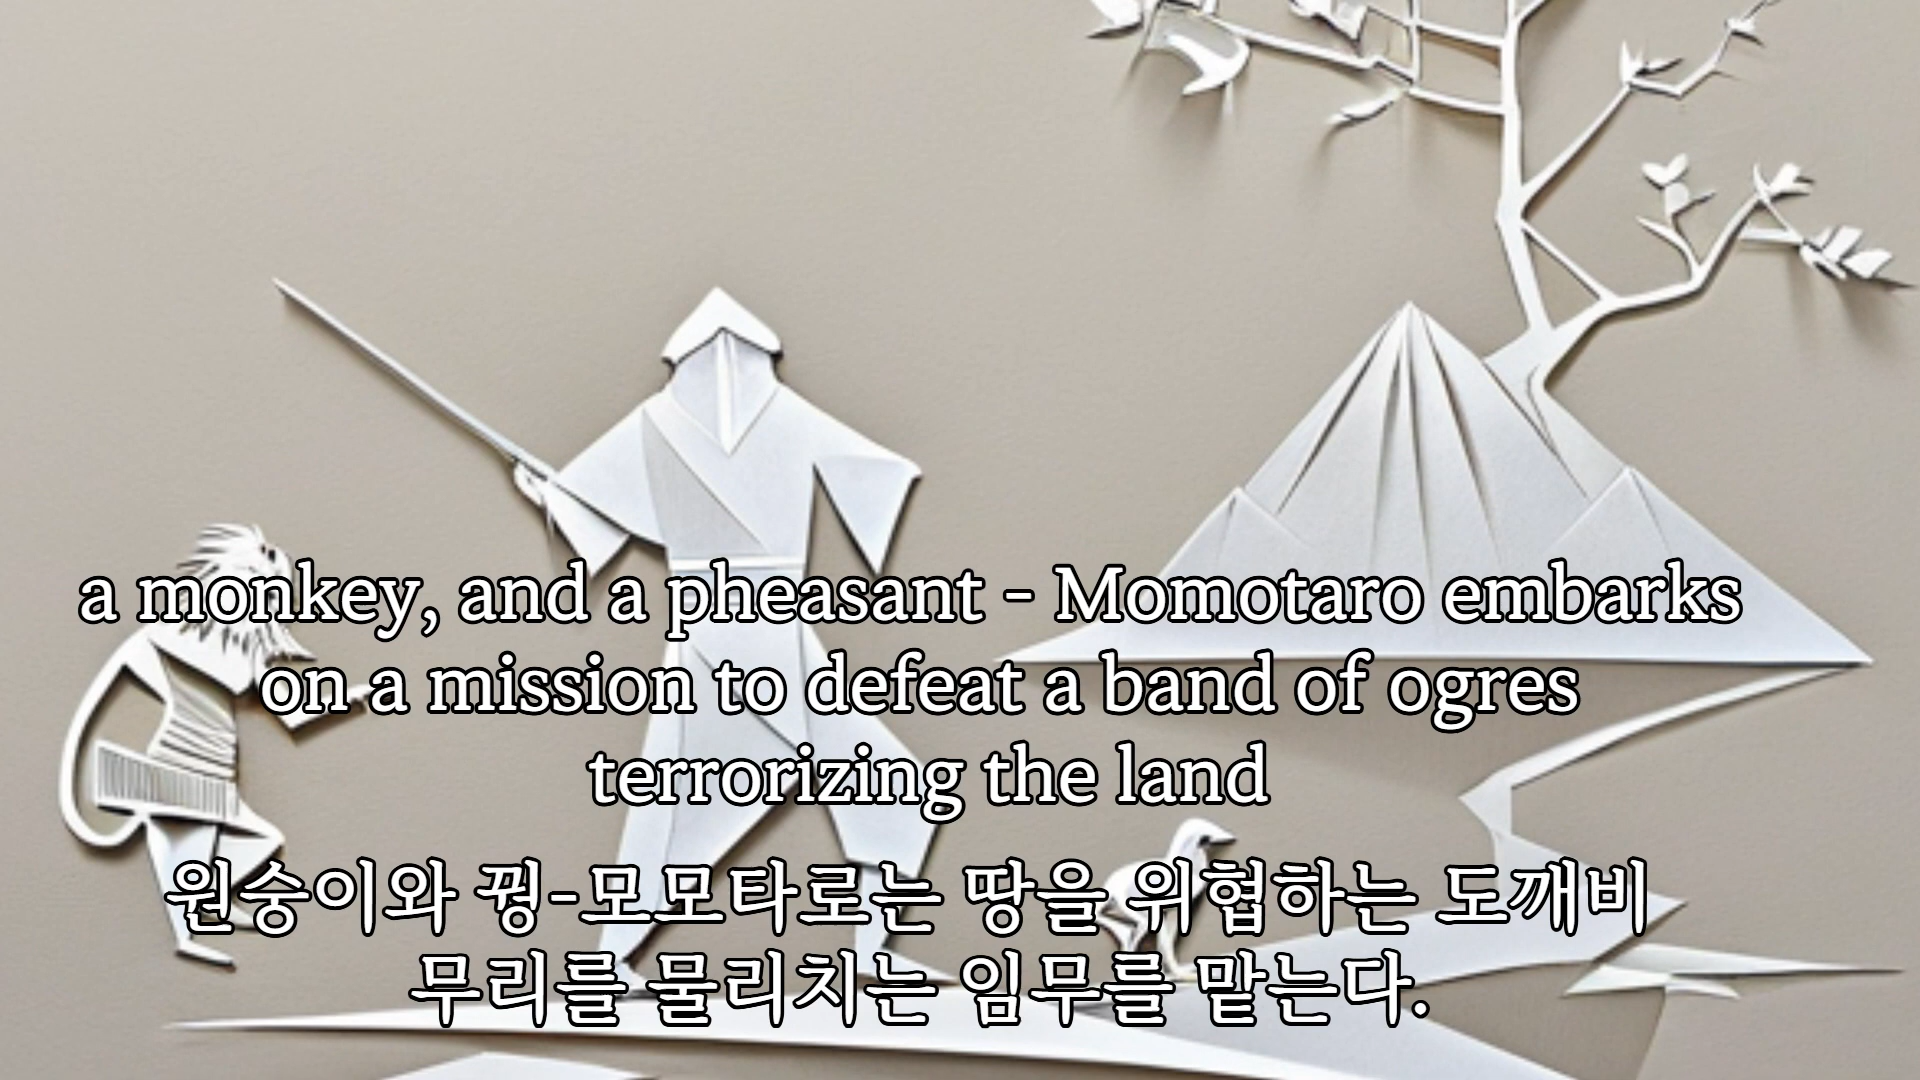 a monkey, and a pheasant - Momotaro embarks
on a mission to defeat a band of ogres
terrorizing the land
원숭이와 꿩-모모타로는 땅을 위협하는 도깨비
무리를 물리치는 임무를 맡는다.